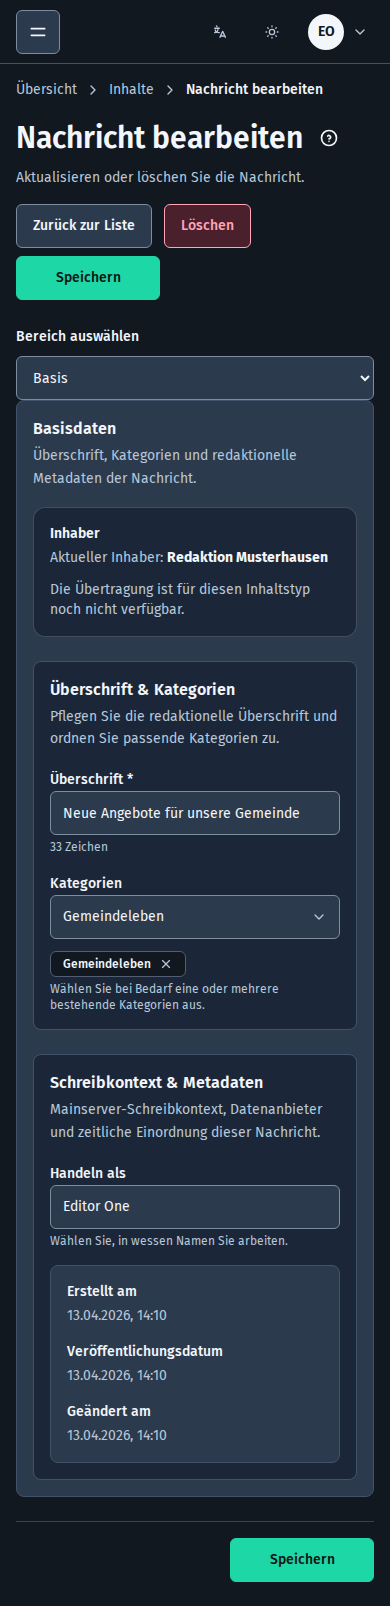 EO
Übersicht > Inhalte > Nachricht bearbeiten
Nachricht bearbeiten
Aktualisieren oder löschen Sie die Nachricht.
Zurück zur Liste
Löschen
Speichern
Bereich auswählen
Basis
Basisdaten
Überschrift, Kategorien und redaktionelle
Metadaten der Nachricht.
Inhaber
Aktueller Inhaber: Redaktion Musterhausen
Die Übertragung ist für diesen Inhaltstyp
noch nicht verfügbar.
Überschrift & Kategorien
Pflegen Sie die redaktionelle Überschrift und
ordnen Sie passende Kategorien zu.
Überschrift *
Neue Angebote für unsere Gemeinde
33 Zeichen
Kategorien
Gemeindeleben
Gemeindeleben
Wählen Sie bei Bedarf eine oder mehrere
bestehende Kategorien aus.
Schreibkontext & Metadaten
Mainserver-Schreibkontext, Datenanbieter
und zeitliche Einordnung dieser Nachricht.
Handeln als
Editor One
Wählen Sie, in wessen Namen Sie arbeiten.
Erstellt am
13.04.2026, 14:10
Veröffentlichungsdatum
13.04.2026, 14:10
Geändert am
13.04.2026, 14:10
Speichern